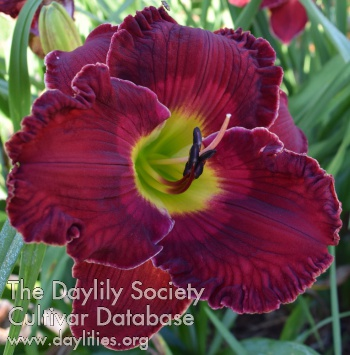 The Daylily Society
Cultivar Database
www.daylilies.org